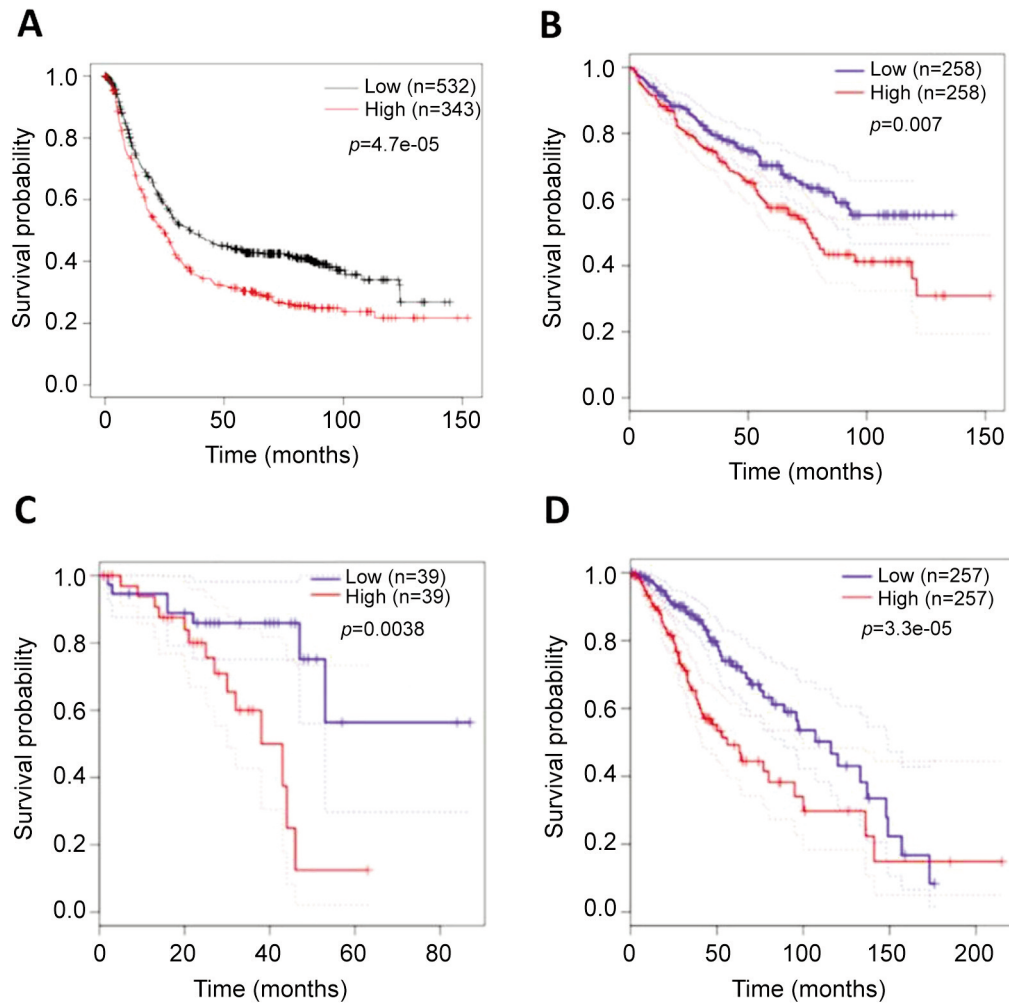 A
Survival probability
1.0
0.8
0.6
0.4
0.2
0.0
Low (n=532)
High (n=343)
p=4.7e-05
0 50 100 150
Time (months)
B
Survival probability
1.0
0.8
0.6
0.4
0.2
0.0
Low (n=258)
High (n=258)
p=0.007
0 50 100 150
Time (months)
C
Survival probability
1.0
0.8
0.6
0.4
0.2
0.0
Low (n=39)
High (n=39)
p=0.0038
0 20 40 60 80
Time (months)
D
Survival probability
1.0
0.8
0.6
0.4
0.2
0.0
Low (n=257)
High (n=257)
p=3.3e-05
0 50 100 150 200
Time (months)